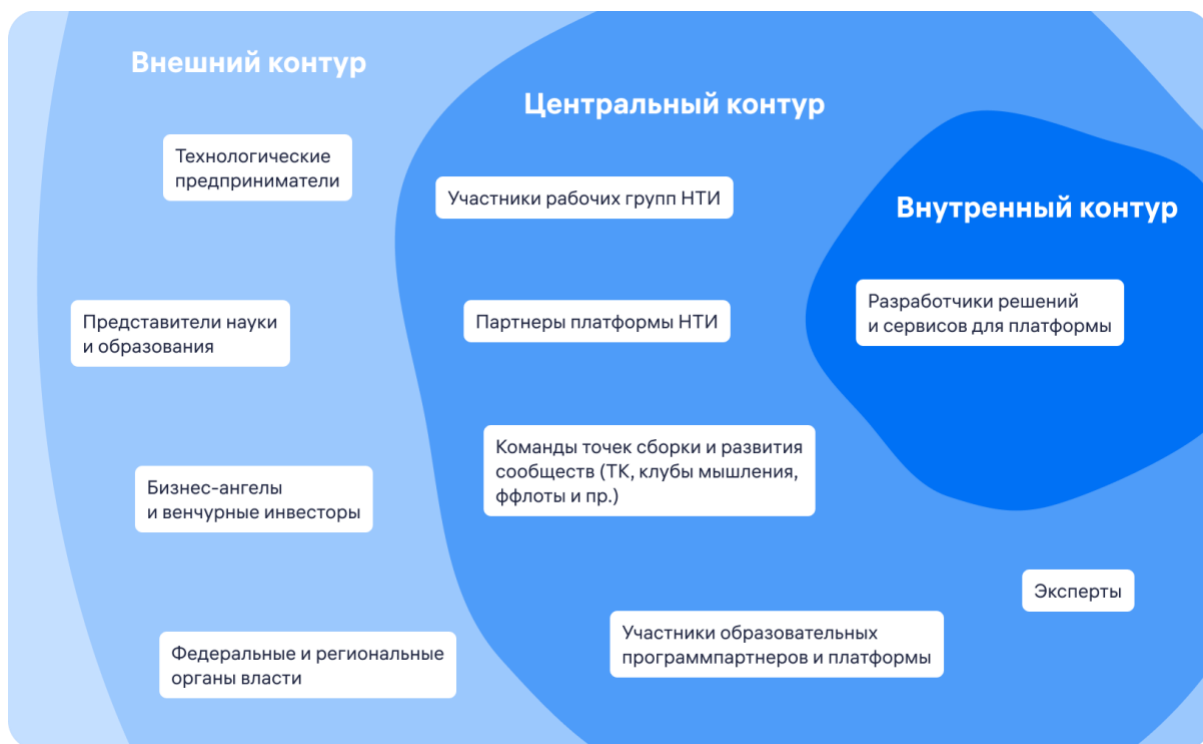 Внешний контур
Технологические
предприниматели
Представители науки
и образования
Бизнес-ангелы
и венчурные инвесторы
Федеральные и региональные
органы власти
Центральный контур
Участники рабочих групп НТИ
Партнеры платформы НТИ
Команды точек сборки и развития
сообществ (ТК, клубы мышления,
ффлоты и пр.)
Участники образовательных
программпартнеров и платформы
Эксперты
Внутренный контур
Разработчики решений
и сервисов для платформы